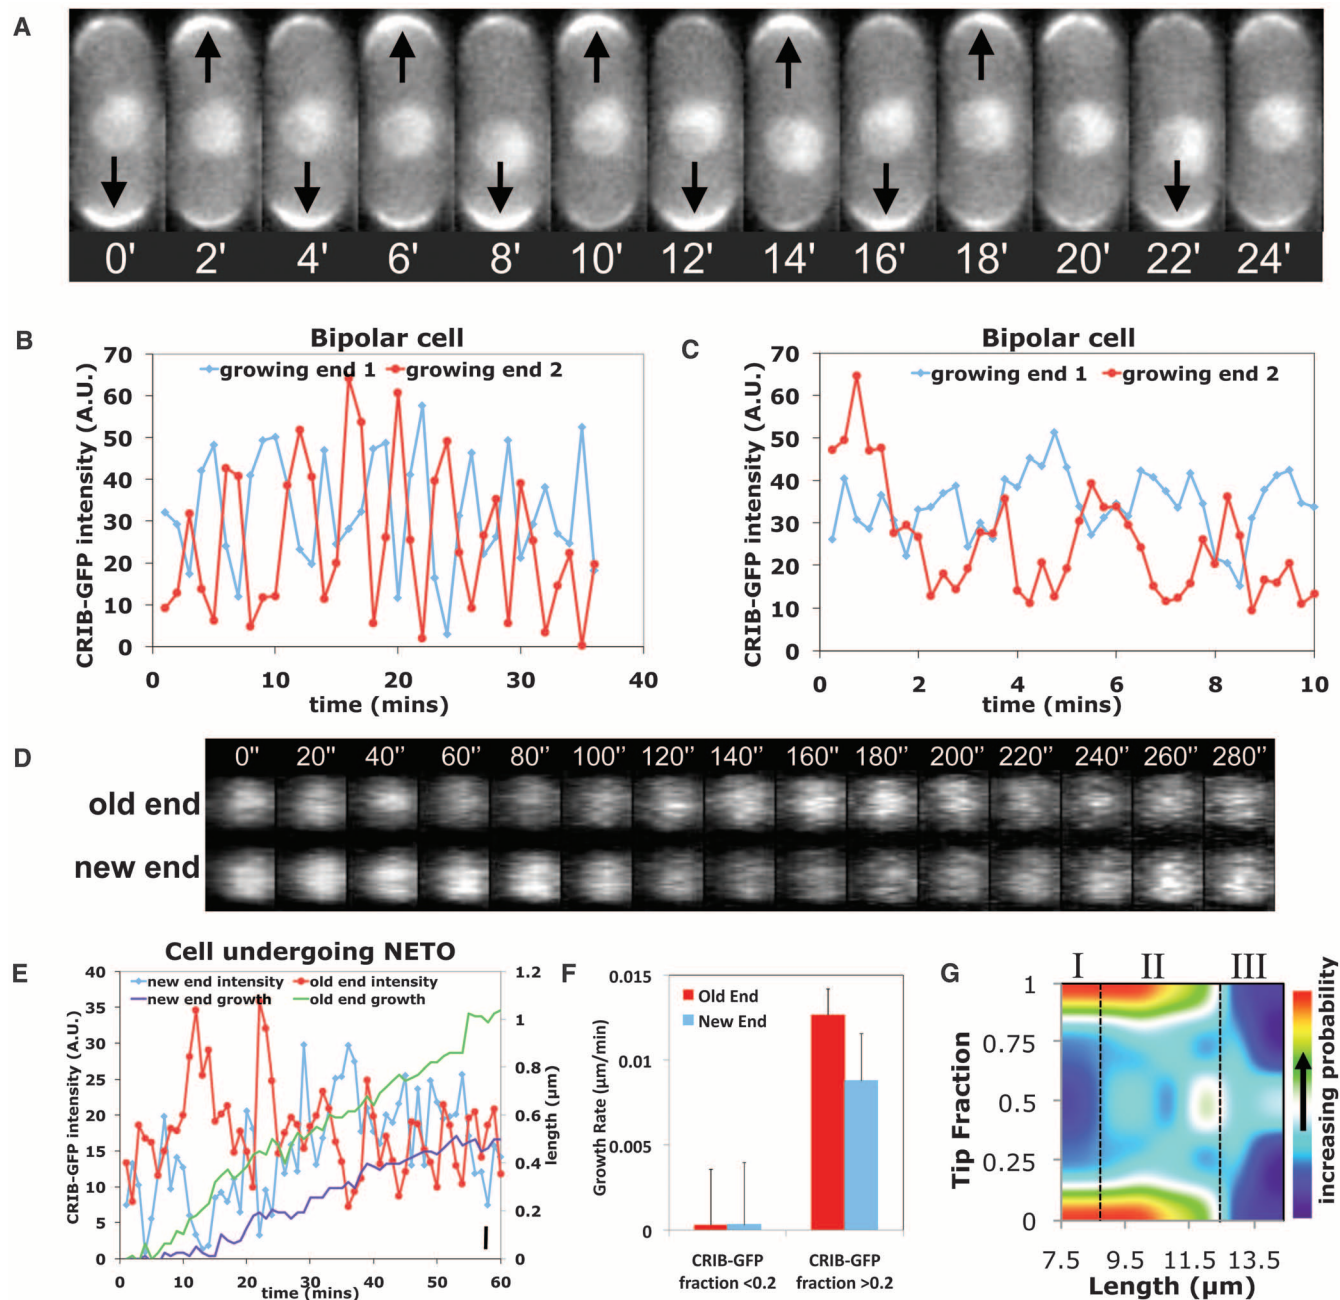 A
0' 2' 4' 6' 8' 10' 12' 14' 16' 18' 20' 22' 24'
B
Bipolar cell
growing end 1 growing end 2
CRIB-GFP intensity (A.U.)
70
60
50
40
30
20
10
0
0 10 20 30 40
time (mins)
C
Bipolar cell
growing end 1 growing end 2
CRIB-GFP intensity (A.U.)
70
60
50
40
30
20
10
0
0 2 4 6 8 10
time (mins)
D
0" 20" 40" 60" 80" 100" 120" 140" 160" 180" 200" 220" 240" 260" 280"
old end
new end
E
Cell undergoing NETO
new end intensity old end intensity
new end growth old end growth
CRIB-GFP intensity (A.U.)
40
35
30
25
20
15
10
5
0
1.2
1
0.8
0.6
0.4
0.2
0
length (µm)
0 10 20 30 40 50 60
time (mins)
F
Old End
New End
Growth Rate (µm/min)
0.015
0.01
0.005
0
CRIB-GFP fraction <0.2
CRIB-GFP fraction >0.2
G
I II III
Tip Fraction
1
0.75
0.5
0.25
0
7.5 9.5 11.5 13.5
Length (µm)
increasing probability